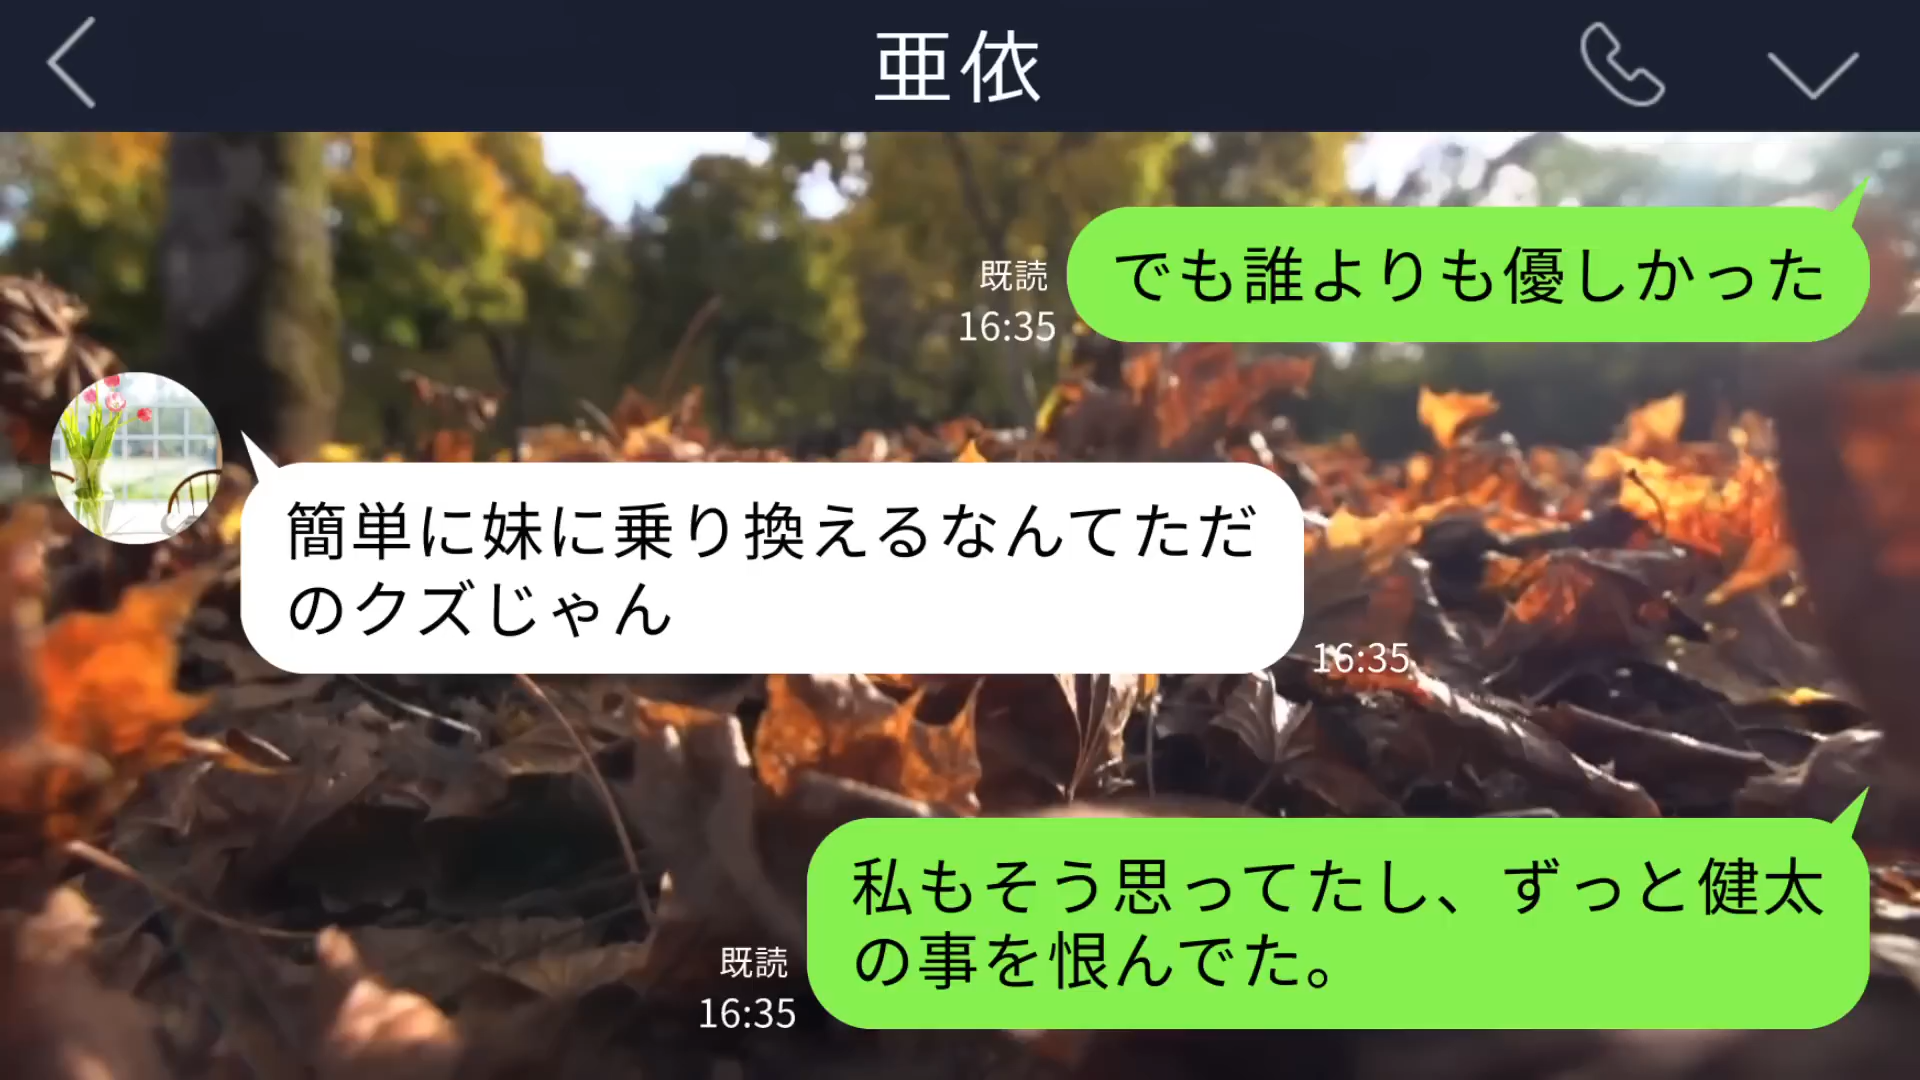 亜依
でも誰よりも優しかった
既読
16:35
簡単に妹に乗り換えるなんてただ
のクズじゃん
16:35
私もそう思ってたし、ずっと健太
の事を恨んでた。
既読
16:35